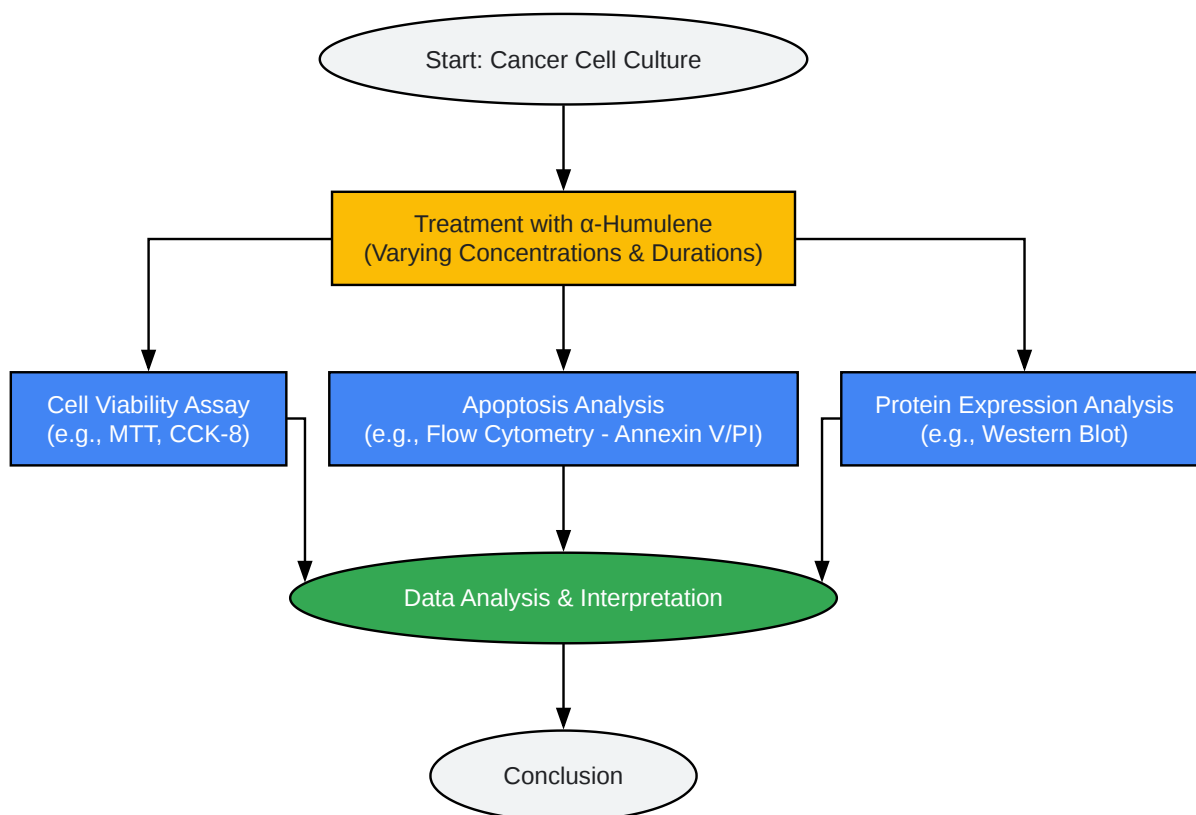 Start: Cancer Cell Culture
Treatment with α-Humulene
(Varying Concentrations & Durations)
Cell Viability Assay
(e.g., MTT, CCK-8)
Apoptosis Analysis
(e.g., Flow Cytometry - Annexin V/PI)
Protein Expression Analysis
(e.g., Western Blot)
Data Analysis & Interpretation
Conclusion